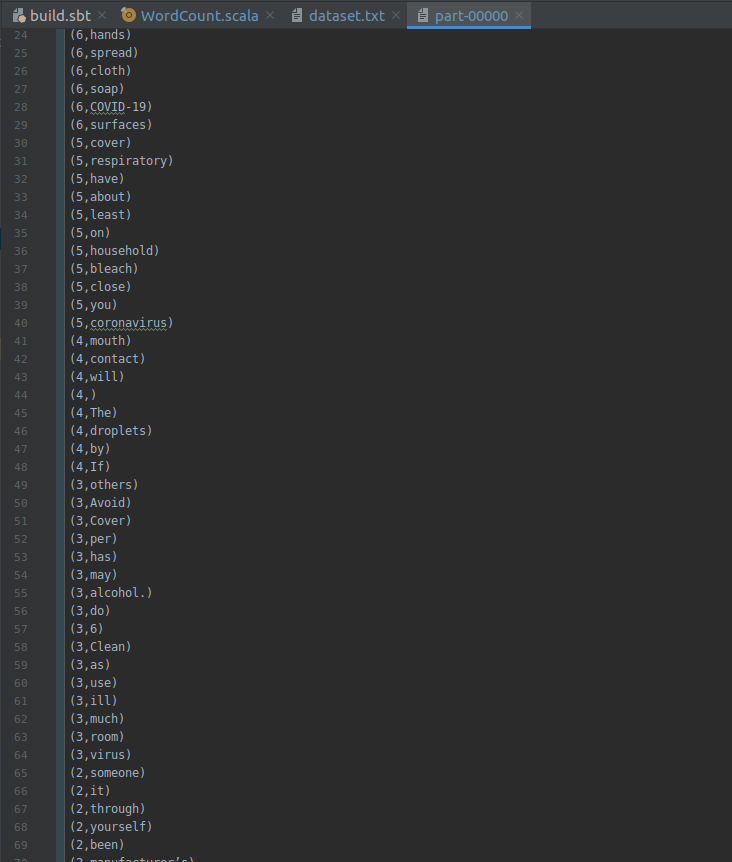 build.sbt WordCount.scala dataset.txt part-00000
24 (6,hands)
25 (6,spread)
26 (6,cloth)
27 (6,soap)
28 (6,COVID-19)
29 (6,surfaces)
30 (5,cover)
31 (5,respiratory)
32 (5,have)
33 (5,about)
34 (5,least)
35 (5,on)
36 (5,household)
37 (5,bleach)
38 (5,close)
39 (5,you)
40 (5,coronavirus)
41 (4,mouth)
42 (4,contact)
43 (4,will)
44 (4,)
45 (4,The)
46 (4,droplets)
47 (4,by)
48 (4,If)
49 (3,others)
50 (3,Avoid)
51 (3,Cover)
52 (3,per)
53 (3,has)
54 (3,may)
55 (3,alcohol.)
56 (3,do)
57 (3,6)
58 (3,Clean)
59 (3,as)
60 (3,use)
61 (3,ill)
62 (3,much)
63 (3,room)
64 (3,virus)
65 (2,someone)
66 (2,it)
67 (2,through)
68 (2,yourself)
69 (2,been)
70 (2,manufacturer’s)